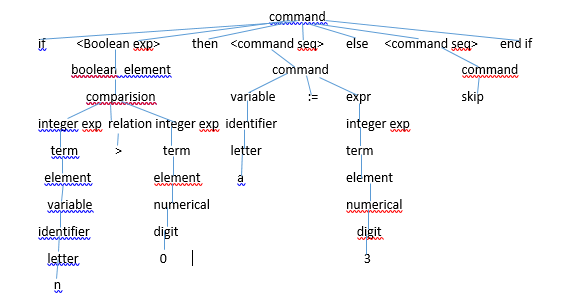 command
if <Boolean exp> then <command seq> else <command seq> end if
boolean element command command
comparision variable := expr skip
integer exp relation integer exp identifier integer exp
term > term letter term
element element a element
variable numerical numerical
identifier digit digit
letter 0 3
n